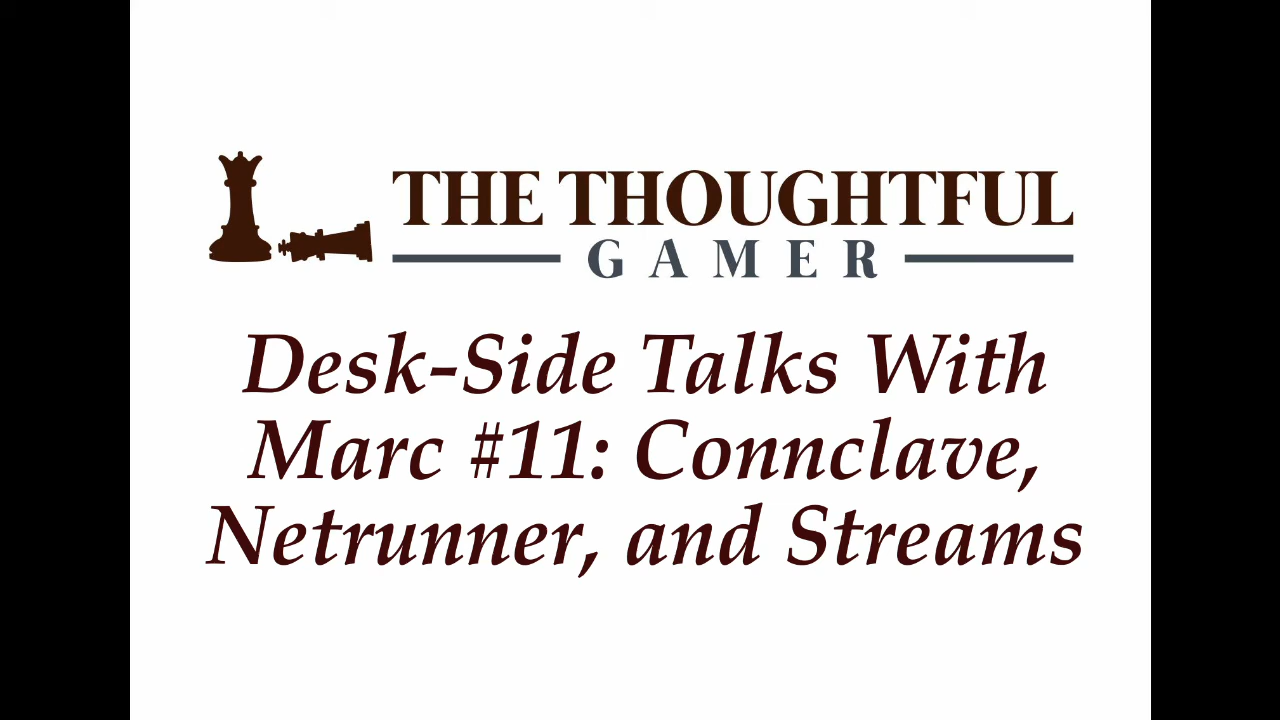 THE THOUGHTFUL
GAMER
Desk-Side Talks With
Marc #11: Connclave,
Netrunner, and Streams